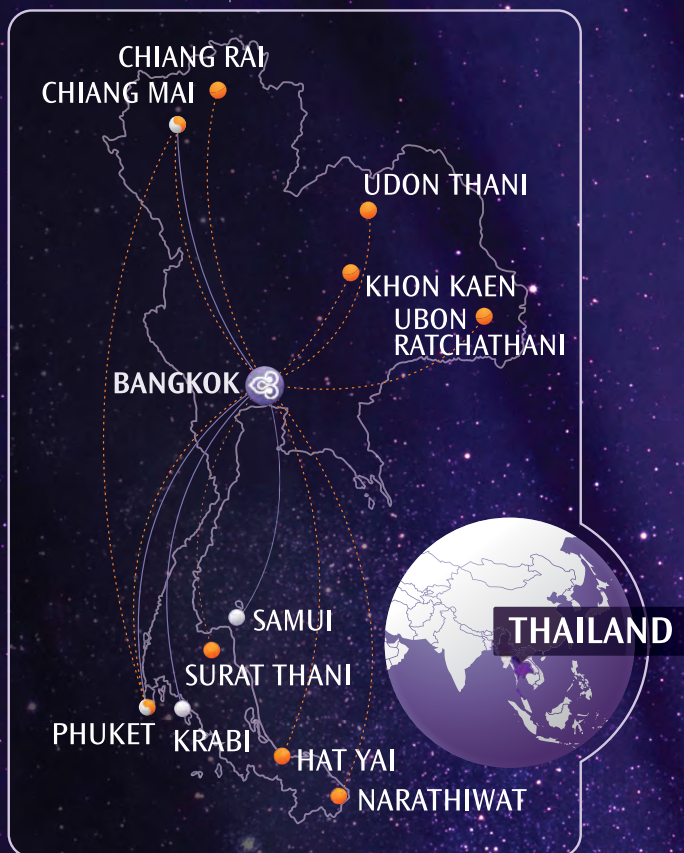 CHIANG RAI
CHIANG MAI
UDON THANI
KHON KAEN
UBON
RATCHATHANI
BANGKOK
SAMUI
THAILAND
SURAT THANI
PHUKET
KRABI
HAT YAI
NARATHIWAT